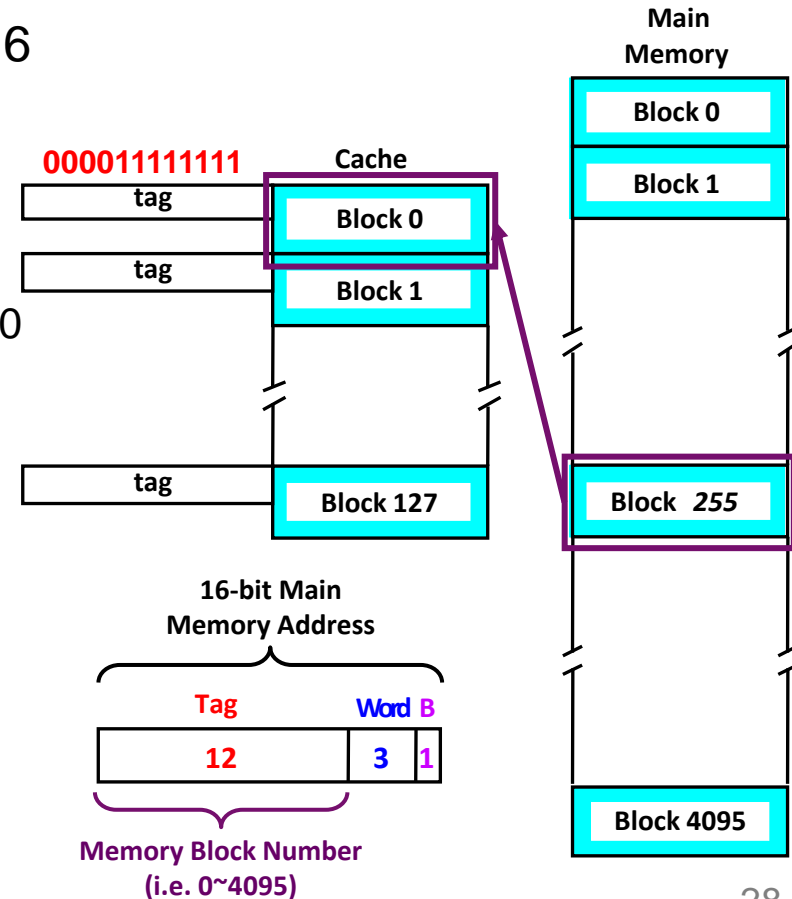 6
Main
Memory
Block 0
Block 1
000011111111
Cache
tag
Block 0
tag
Block 1
0
tag
Block 127
Block 255
16-bit Main
Memory Address
Tag
Word B
12
3
1
Memory Block Number
(i.e. 0~4095)
Block 4095
28